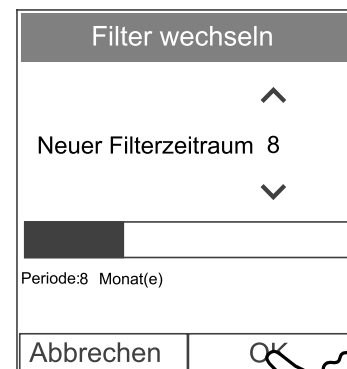 Filter wechseln
Neuer Filterzeitraum 8
Periode:8 Monat(e)
Abbrechen OK